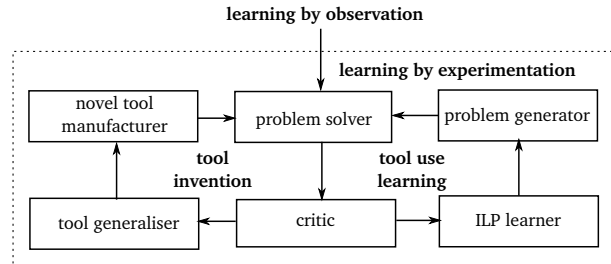 learning by observation
learning by experimentation
novel tool
manufacturer
problem solver
problem generator
tool
invention
tool use
learning
tool generaliser
critic
ILP learner